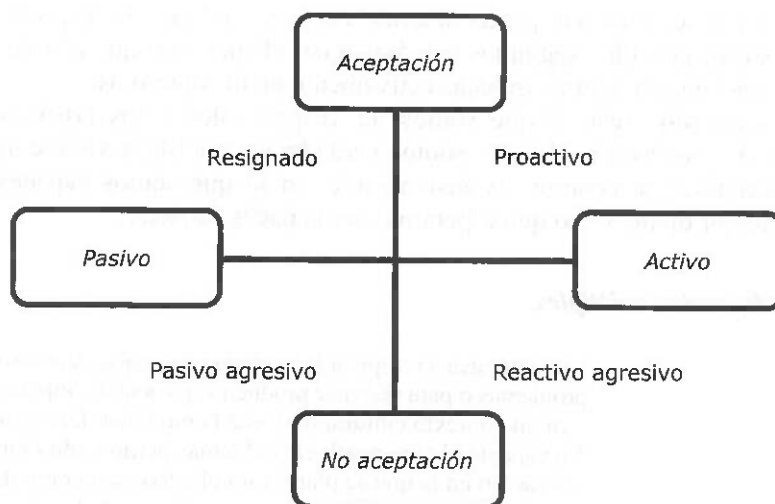 Aceptación
Resignado
Proactivo
Pasivo
Activo
Pasivo agresivo
Reactivo agresivo
No aceptación